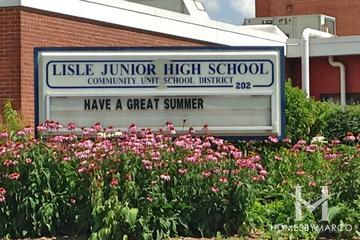 LISLE JUNIOR HIGH SCHOOL
COMMUNITY UNIT SCHOOL DISTRICT 202
HAVE A GREAT SUMMER
HOMESBYMARCO